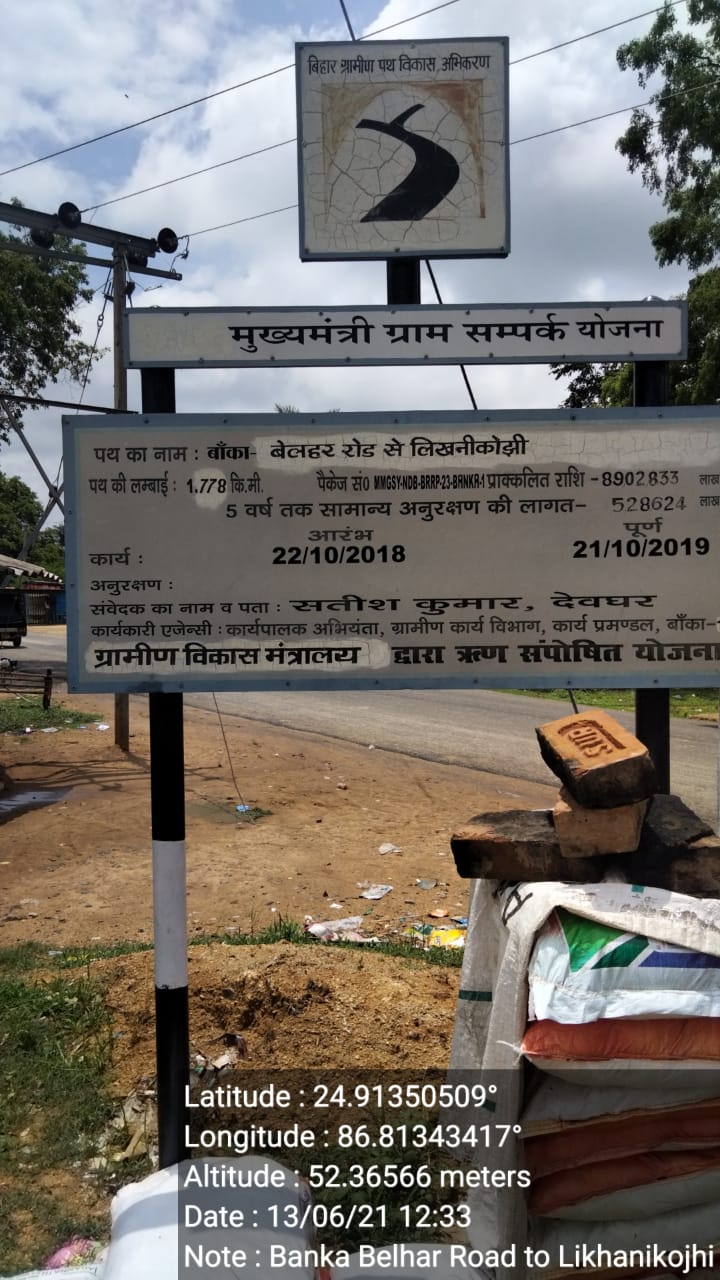 बिहार ग्रामीण पथ विकास अभिकरण
मुख्यमंत्री ग्राम सम्पर्क योजना
पथ का नाम : बाँका- बेलहर रोड से लिखनीकोझी
पथ की लम्बाई : 1.778 कि.मी. पैकेज सं0 MMGSY-NDB-BRRP-23-BRNKR-1 प्राक्कलित राशि -8902833 लाख
5 वर्ष तक सामान्य अनुरक्षण की लागत- 528624 लाख
आरंभ पूर्ण
कार्य : 22/10/2018 21/10/2019
अनुरक्षण :
संवेदक का नाम व पता : सतीश कुमार, देवघर
कार्यकारी एजेन्सी : कार्यपालक अभियंता, ग्रामीण कार्य विभाग, कार्य प्रमण्डल, बाँका-
ग्रामीण विकास मंत्रालय द्वारा ऋण संपोषित योजना
Latitude : 24.91350509°
Longitude : 86.81343417°
Altitude : 52.36566 meters
Date : 13/06/21 12:33
Note : Banka Belhar Road to Likhanikojhi